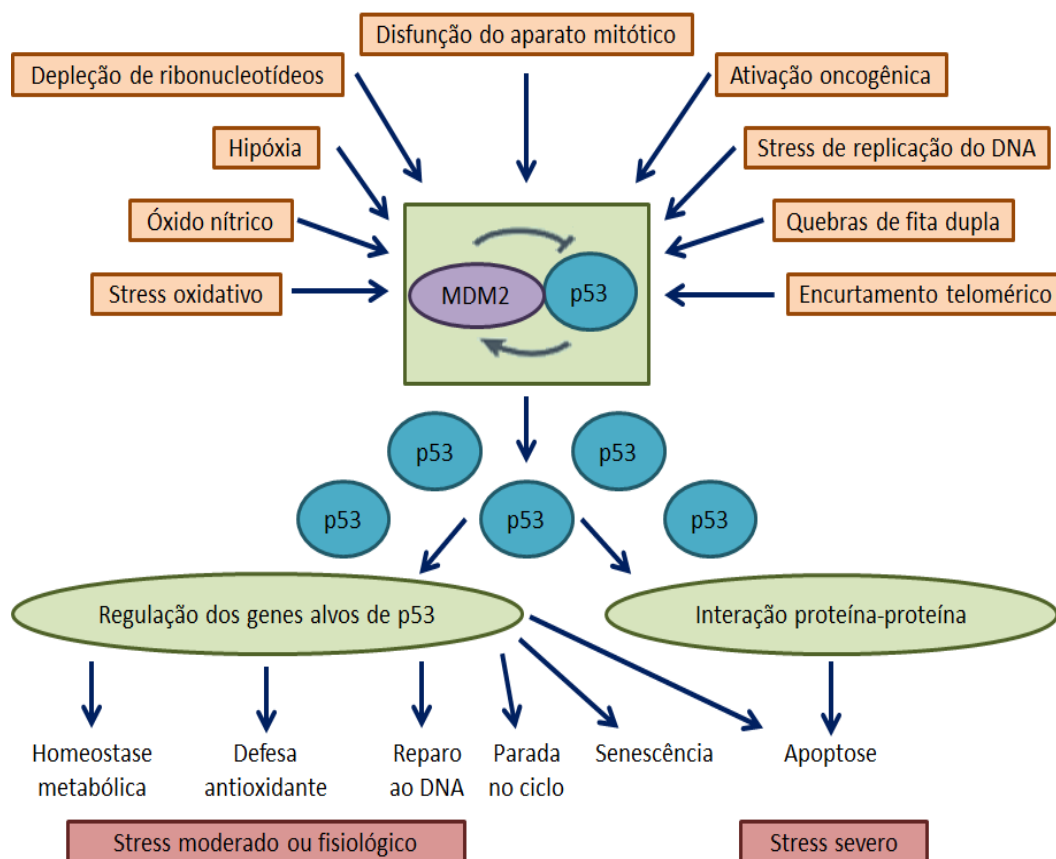 Disfunção do aparato mitótico
Depleção de ribonucleotídeos
Ativação oncogênica
Hipóxia
Stress de replicação do DNA
Óxido nítrico
Quebras de fita dupla
Stress oxidativo
MDM2
p53
Encurtamento telomérico
p53
p53
p53
p53
p53
Regulação dos genes alvos de p53
Interação proteína-proteína
Homeostase
metabólica
Defesa
antioxidante
Reparo
ao DNA
Parada
no ciclo
Senescência
Apoptose
Stress moderado ou fisiológico
Stress severo